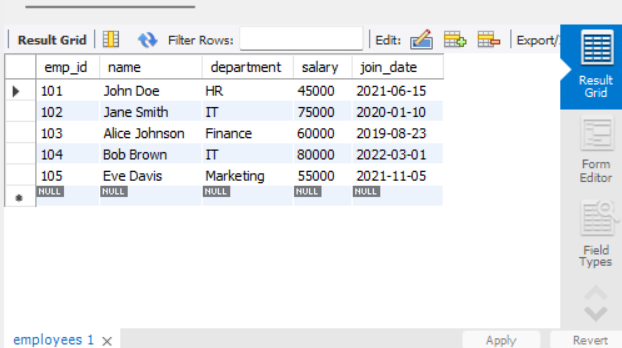 Result Grid Filter Rows: Edit: Export/
emp_id name department salary join_date
101 John Doe HR 45000 2021-06-15
102 Jane Smith IT 75000 2020-01-10
103 Alice Johnson Finance 60000 2019-08-23
104 Bob Brown IT 80000 2022-03-01
105 Eve Davis Marketing 55000 2021-11-05
NULL NULL NULL NULL NULL
Result
Grid
Form
Editor
Field
Types
employees 1
Apply Revert